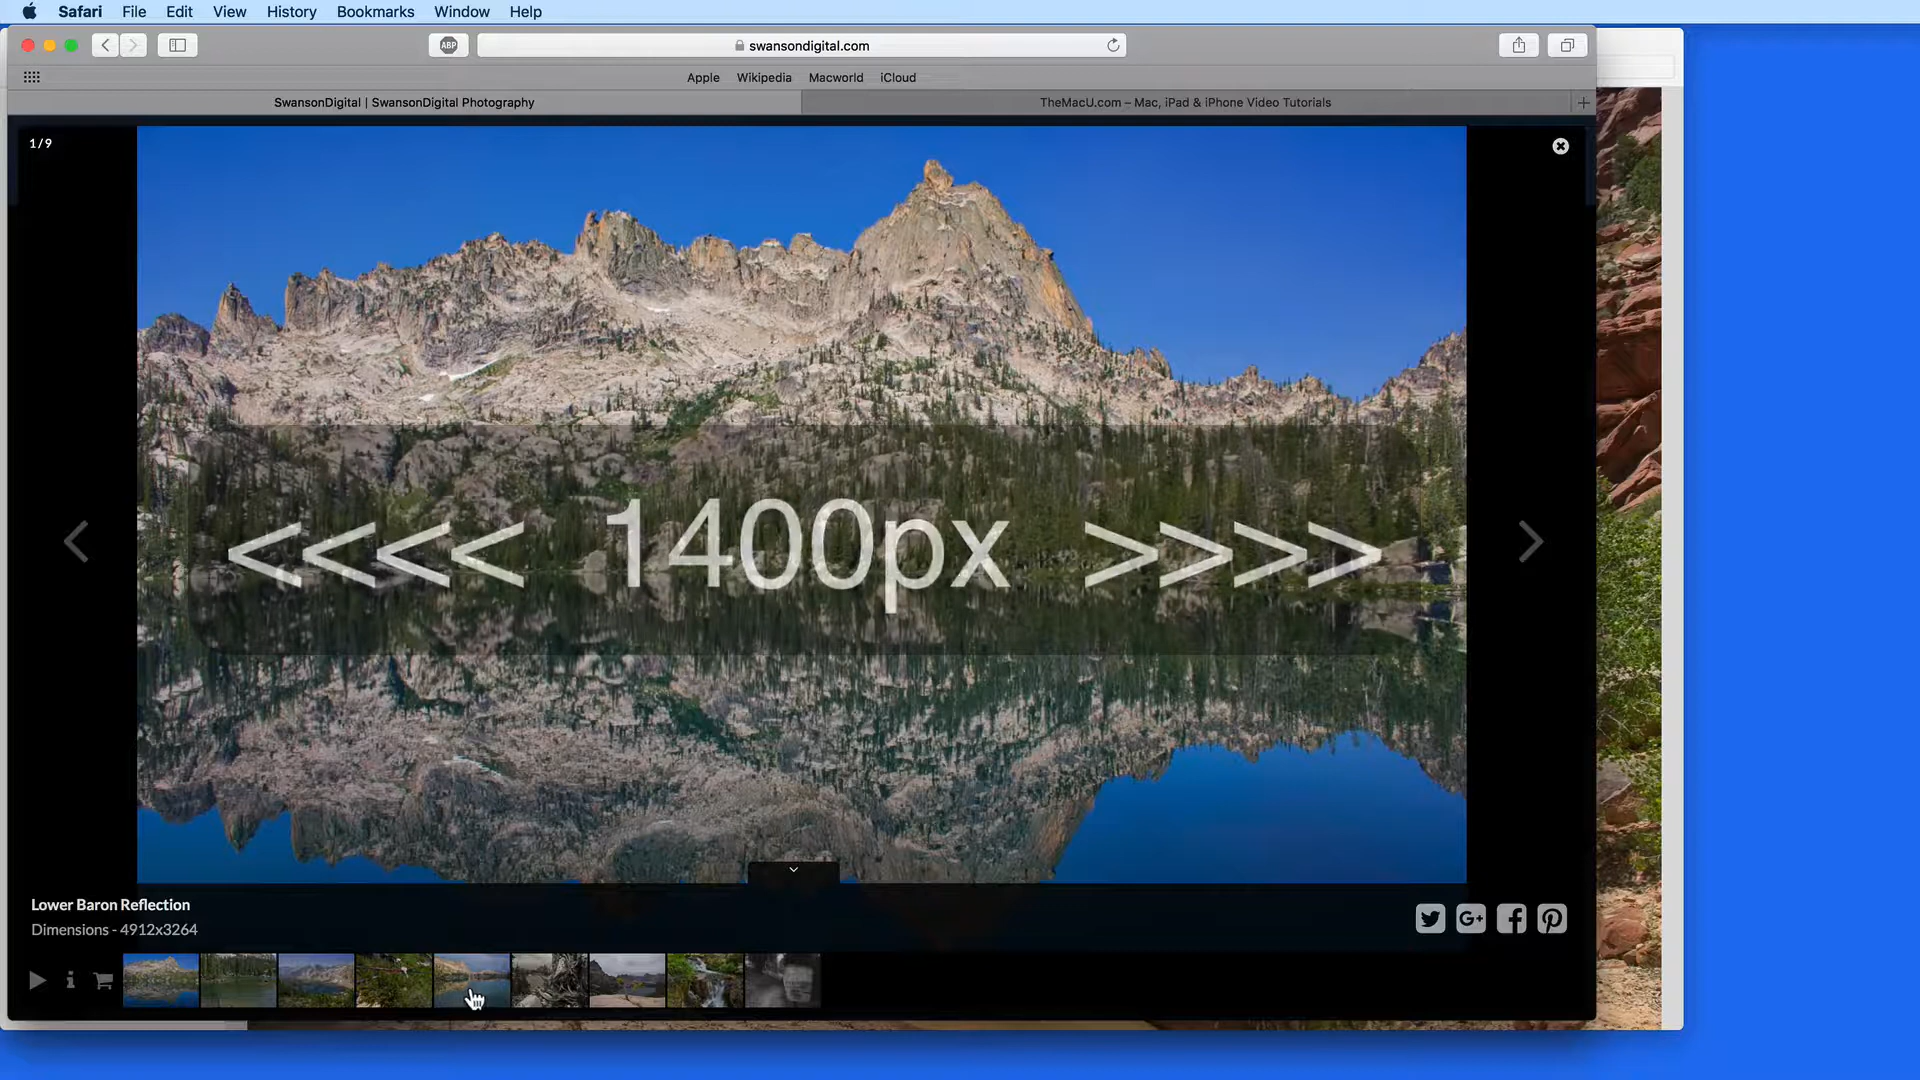 Safari File Edit View History Bookmarks Window Help
ABP swansondigital.com
Apple Wikipedia Macworld iCloud
SwansonDigital | SwansonDigital Photography TheMacU.com – Mac, iPad & iPhone Video Tutorials +
1/9
<<<< 1400px >>>>
Lower Baron Reflection
Dimensions - 4912x3264